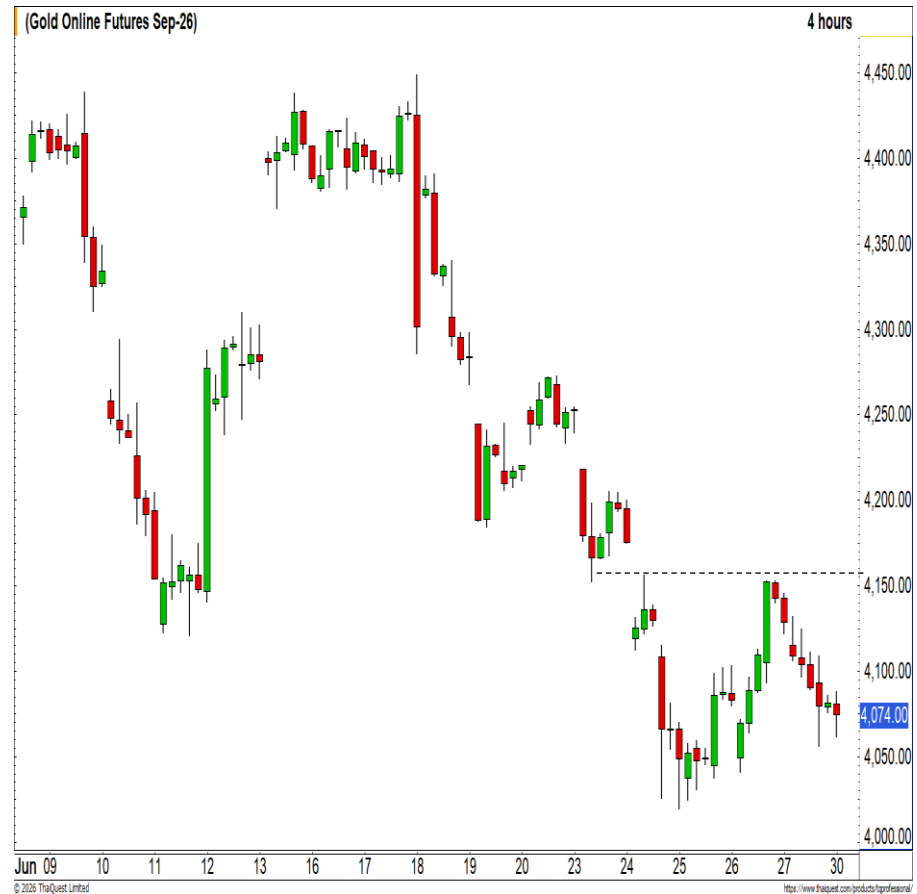 (Gold Online Futures Sep-26)
4 hours
4,450.00
4,400.00
4,350.00
4,300.00
4,250.00
4,200.00
4,150.00
4,100.00
4,074.00
4,050.00
4,000.00
Jun 09 10 11 12 13 16 17 18 19 20 23 24 25 26 27 30
© 2026 ThaiQuest Limited
https://www.thaiquest.com/products/tqprofessional/